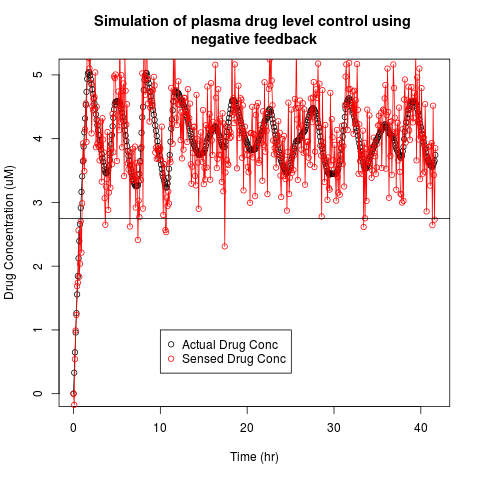 Simulation of plasma drug level control using
negative feedback
Drug Concentration (uM)
5
4
3
2
1
0
Actual Drug Conc
Sensed Drug Conc
0 10 20 30 40
Time (hr)